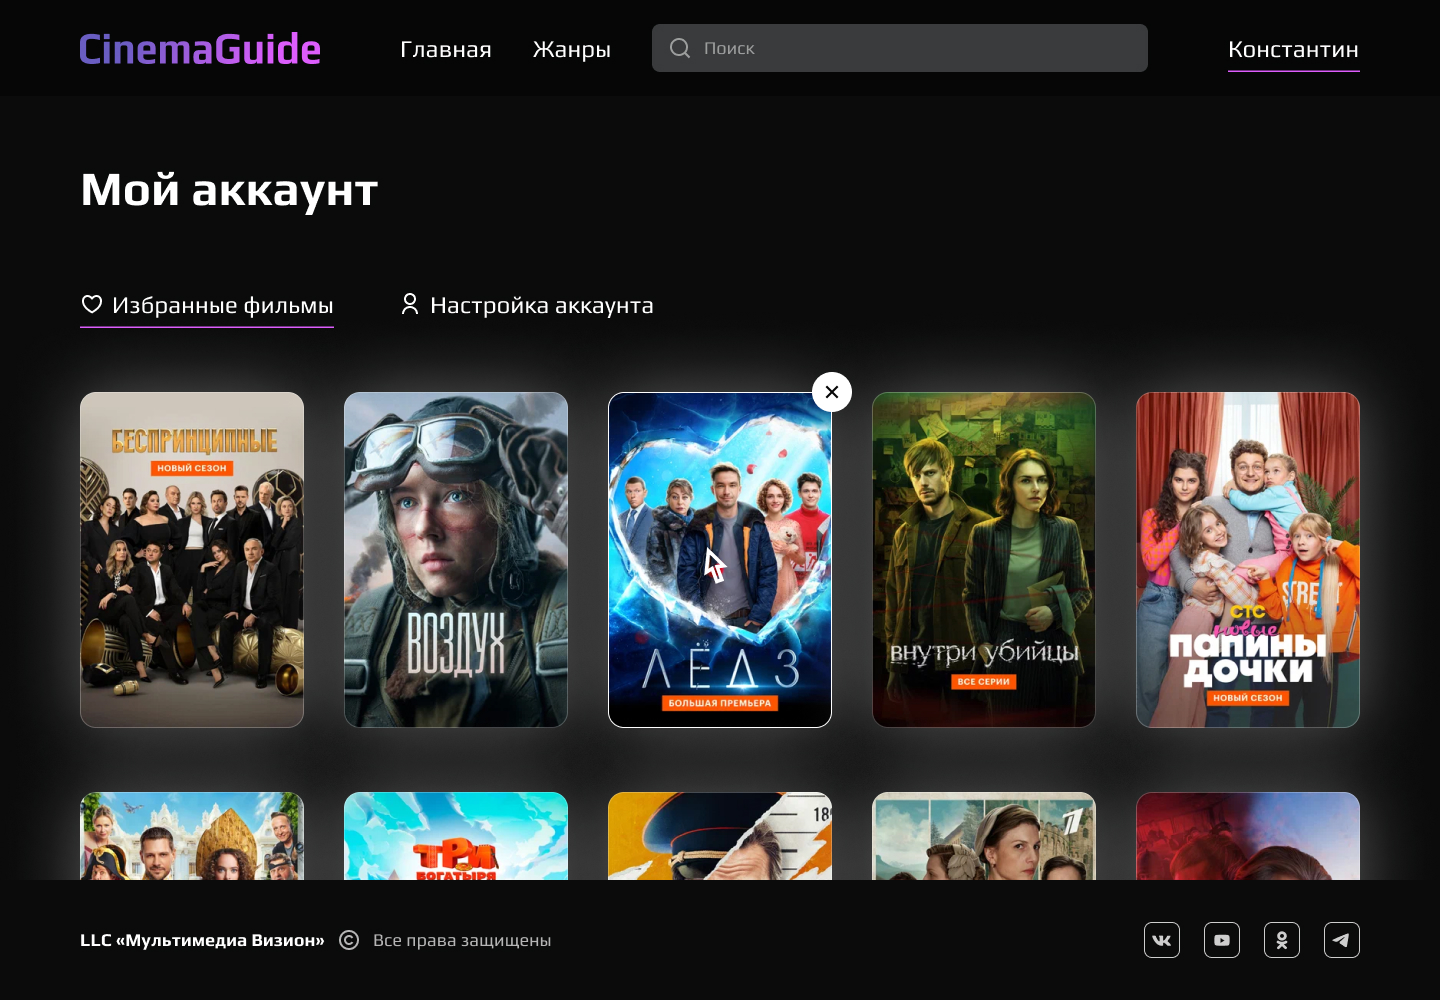 CinemaGuide
Главная
Жанры
Поиск
Константин
Мой аккаунт
Избранные фильмы
Настройка аккаунта
БЕСПРИНЦИПНЫЕ
НОВЫЙ СЕЗОН
ВОЗДУХ
ЛЁД 3
БОЛЬШАЯ ПРЕМЬЕРА
внутри убийцы
ВСЕ СЕРИИ
STREET
СТС
новые
ПАПИНЫ
ДОЧКИ
НОВЫЙ СЕЗОН
ТРИ
БОГАТЫРЯ
LLC «Мультимедиа Визион»
© Все права защищены